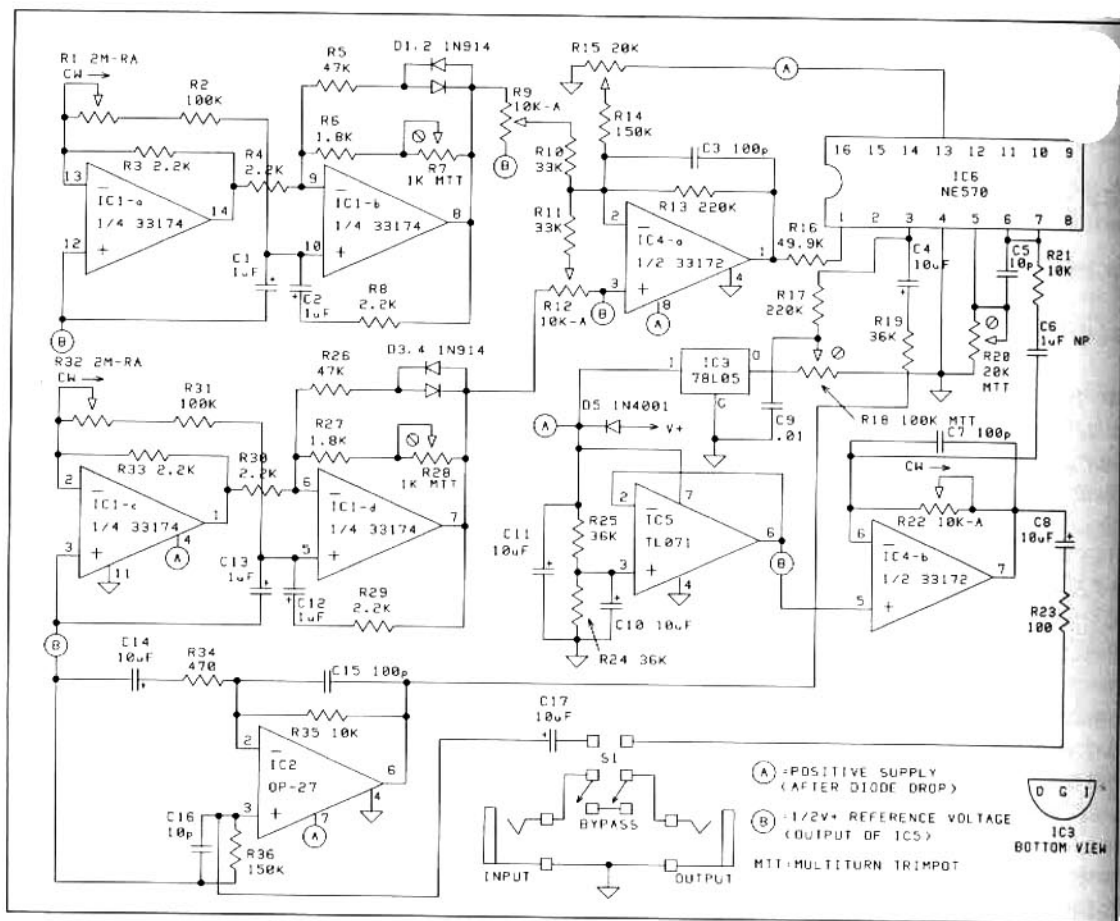 R1 2M-RA
CW →
R2
100K
R3 2.2K
13
12
IC1-a
1/4 33174
14
R4
2.2K
R5
47K
D1,2 1N914
R6
1.8K
R7
1K MTT
9
10
IC1-b
1/4 33174
8
C1
1uF
C2
1uF
R8
2.2K
B
R9
10K-A
B
R10
33K
R11
33K
R12
10K-A
R15 20K
A
R14
150K
C3 100p
R13 220K
2
3
IC4-a
1/2 33172
1
4
8
A
B
R16
49.9K
16 15 14 13 12 11 10 9
IC6
NE570
1 2 3 4 5 6 7 8
C4
10uF
C5
10p
R21
10K
R17
220K
R19
36K
C6
1uF NP
R20
20K
MTT
R32 2M-RA
CW →
R31
100K
R33 2.2K
R30
2.2K
2
3
IC1-c
1/4 33174
1
4
A
11
R26
47K
D3,4 1N914
R27
1.8K
R28
1K MTT
6
5
IC1-d
1/4 33174
7
C13
1uF
C12
1uF
R29
2.2K
B
I
IC3
78L05
O
G
D5 1N4001
A
V+
C9
.01
R18 100K MTT
C7 100p
CW →
R22 10K-A
6
5
IC4-b
1/2 33172
7
C8
10uF
R23
100
C11
10uF
R25
36K
2
3
IC5
TL071
7
6
4
B
C10 10uF
R24 36K
C14
10uF
R34
470
C15 100p
R35 10K
2
3
IC2
OP-27
6
4
7
A
C16
10p
R36
150K
C17
10uF
S1
BYPASS
INPUT
OUTPUT
A =POSITIVE SUPPLY
(AFTER DIODE DROP)
B =1/2V+ REFERENCE VOLTAGE
(OUTPUT OF IC5)
MTT=MULTITURN TRIMPOT
O G I
IC3
BOTTOM VIEW